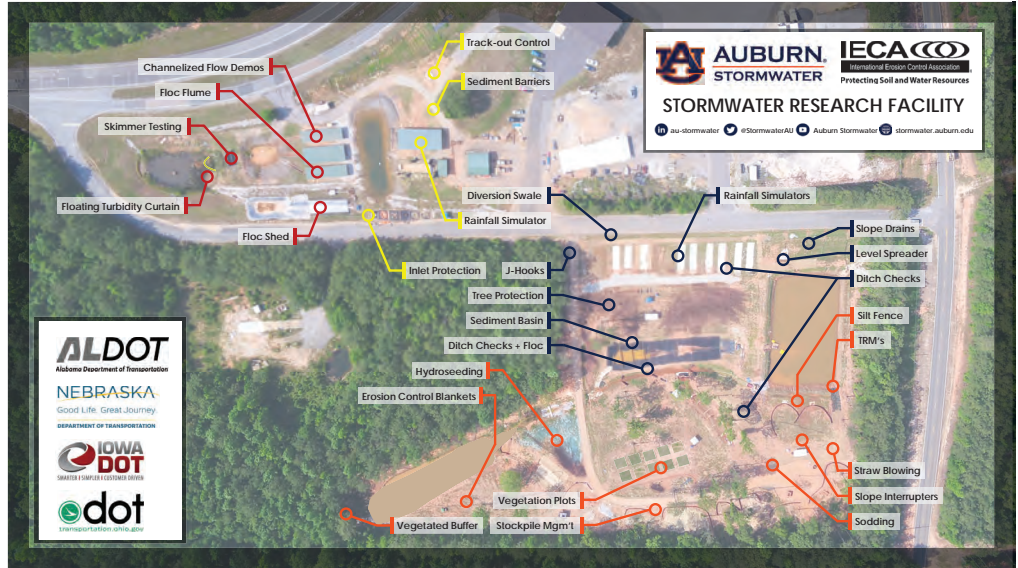 Track-out Control
Channelized Flow Demos
Sediment Barriers
Floc Flume
Skimmer Testing
Floating Turbidity Curtain
Floc Shed
Rainfall Simulator
Inlet Protection
AUBURN
STORMWATER
IECA
International Erosion Control Association
Protecting Soil and Water Resources
STORMWATER RESEARCH FACILITY
au-stormwater @StormwaterAU Auburn Stormwater stormwater.auburn.edu
Diversion Swale
Rainfall Simulators
Slope Drains
Level Spreader
J-Hooks
Ditch Checks
Tree Protection
Sediment Basin
Silt Fence
Ditch Checks + Floc
TRM's
Hydroseeding
Erosion Control Blankets
Straw Blowing
Vegetation Plots
Slope Interrupters
Vegetated Buffer
Stockpile Mgm't
Sodding
ALDOT
Alabama Department of Transportation
NEBRASKA
Good Life. Great Journey.
DEPARTMENT OF TRANSPORTATION
IOWA
DOT
SMARTER I SIMPLER I CUSTOMER DRIVEN
dot
transportation.ohio.gov